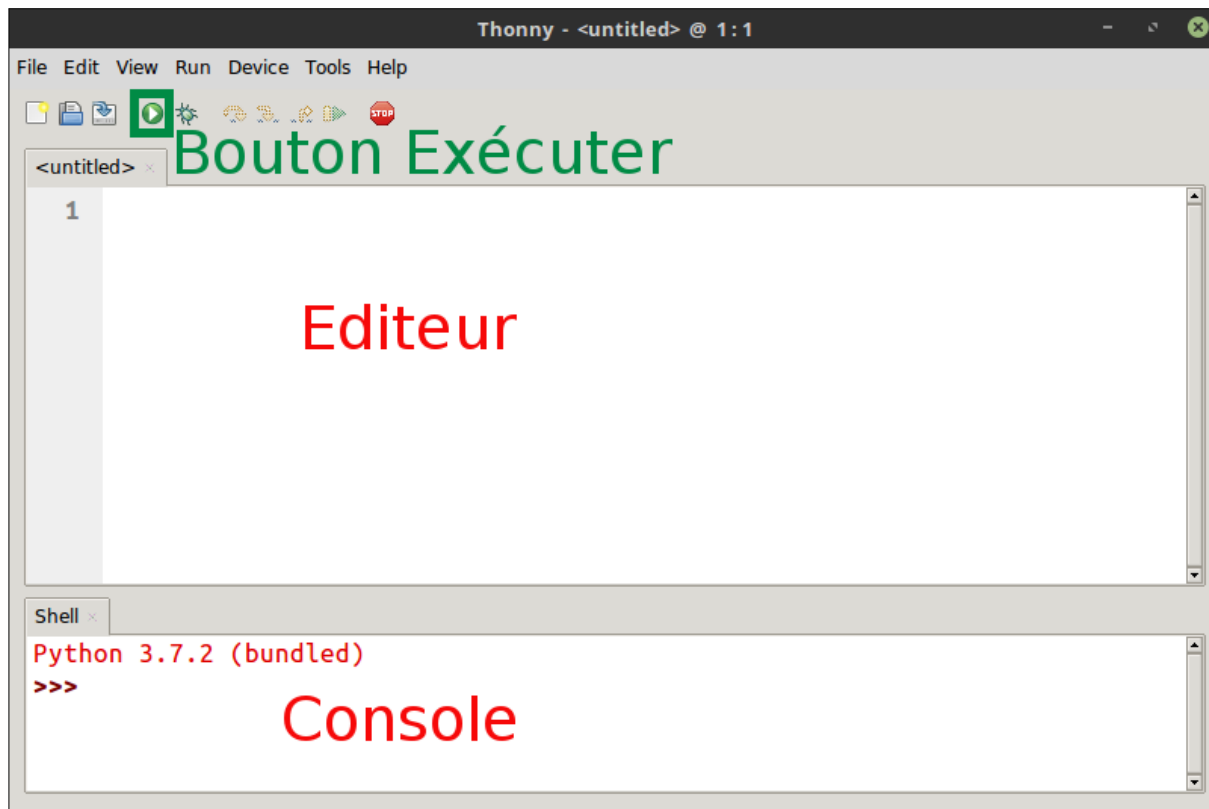 Thonny - <untitled> @ 1:1
File Edit View Run Device Tools Help
STOP
Bouton Exécuter
<untitled>
1
Editeur
Shell
Python 3.7.2 (bundled)
>>>
Console